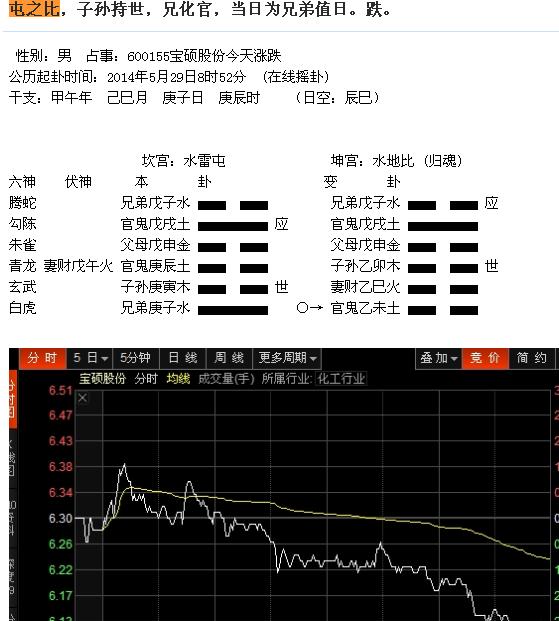 屯之比，子孙持世，兄化官，当日为兄弟值日。跌。
性别：男 占事：600155宝硕股份今天涨跌
公历起卦时间：2014年5月29日8时52分 (在线摇卦)
干支：甲午年 己巳月 庚子日 庚辰时 （日空：辰巳）
坎宫：水雷屯 坤宫：水地比 (归魂)
六神 伏神 本 卦 变 卦
腾蛇 兄弟戊子水 兄弟戊子水 应
勾陈 官鬼戊戌土 应 官鬼戊戌土
朱雀 父母戊申金 父母戊申金
青龙 妻财戊午火 官鬼庚辰土 子孙乙卯木 世
玄武 子孙庚寅木 世 妻财乙巳火
白虎 兄弟庚子水 ○→ 官鬼乙未土
分时 5日 5分钟 日线 周线 更多周期 叠加 竞价 简约
宝硕股份 分时 均线 成交量(手) 所属行业: 化工行业
6.51
6.47
6.43
6.38
6.34
6.30
6.26
6.22
6.17